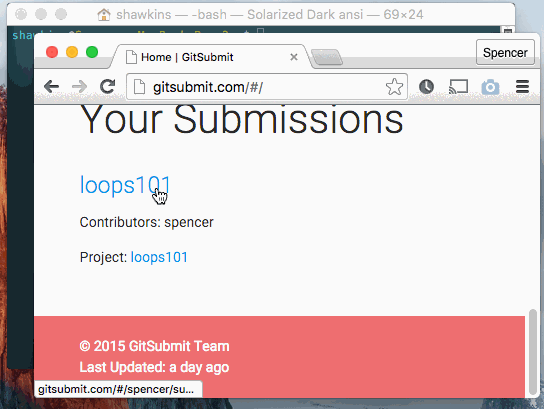 shawkins — -bash — Solarized Dark ansi — 69×24
Home | GitSubmit
Spencer
gitsubmit.com/#/
Your Submissions
loops101
Contributors: spencer
Project: loops101
© 2015 GitSubmit Team
Last Updated: a day ago
gitsubmit.com/#/spencer/su...